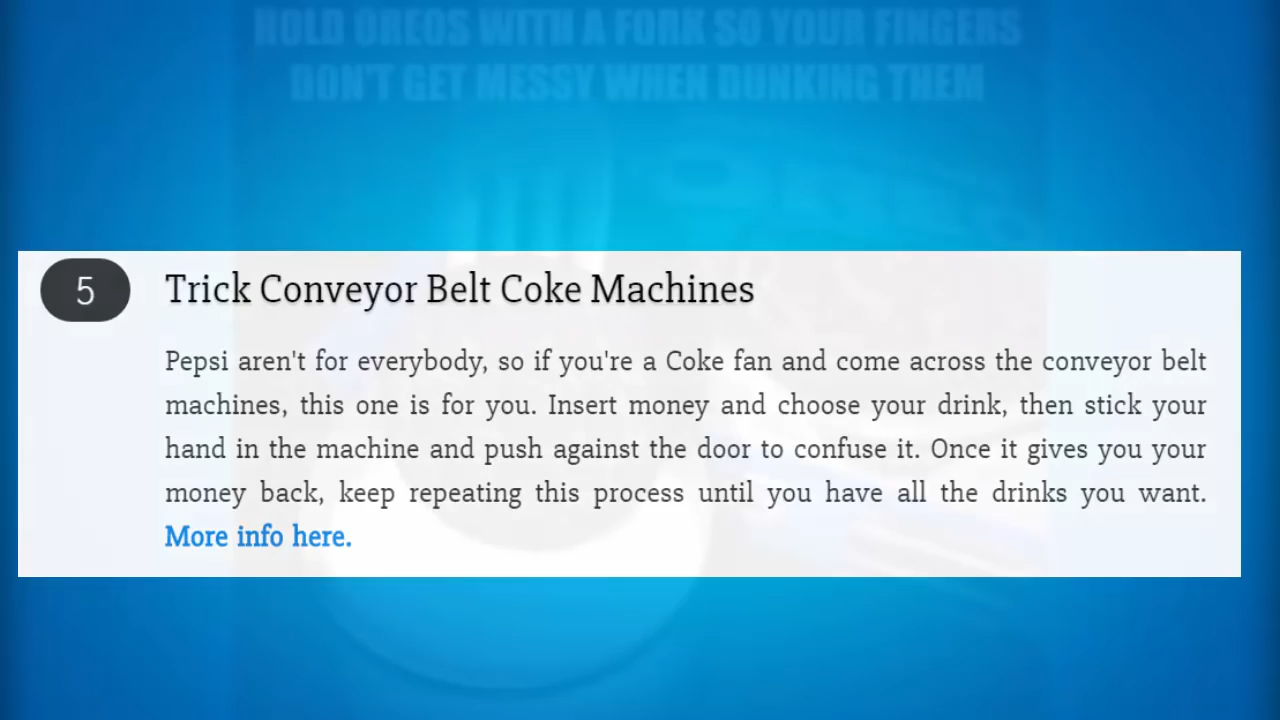 HOLD OREOS WITH A FORK SO YOUR FINGERS
DON'T GET MESSY WHEN DUNKING THEM
5 Trick Conveyor Belt Coke Machines
Pepsi aren't for everybody, so if you're a Coke fan and come across the conveyor belt
machines, this one is for you. Insert money and choose your drink, then stick your
hand in the machine and push against the door to confuse it. Once it gives you your
money back, keep repeating this process until you have all the drinks you want.
More info here.